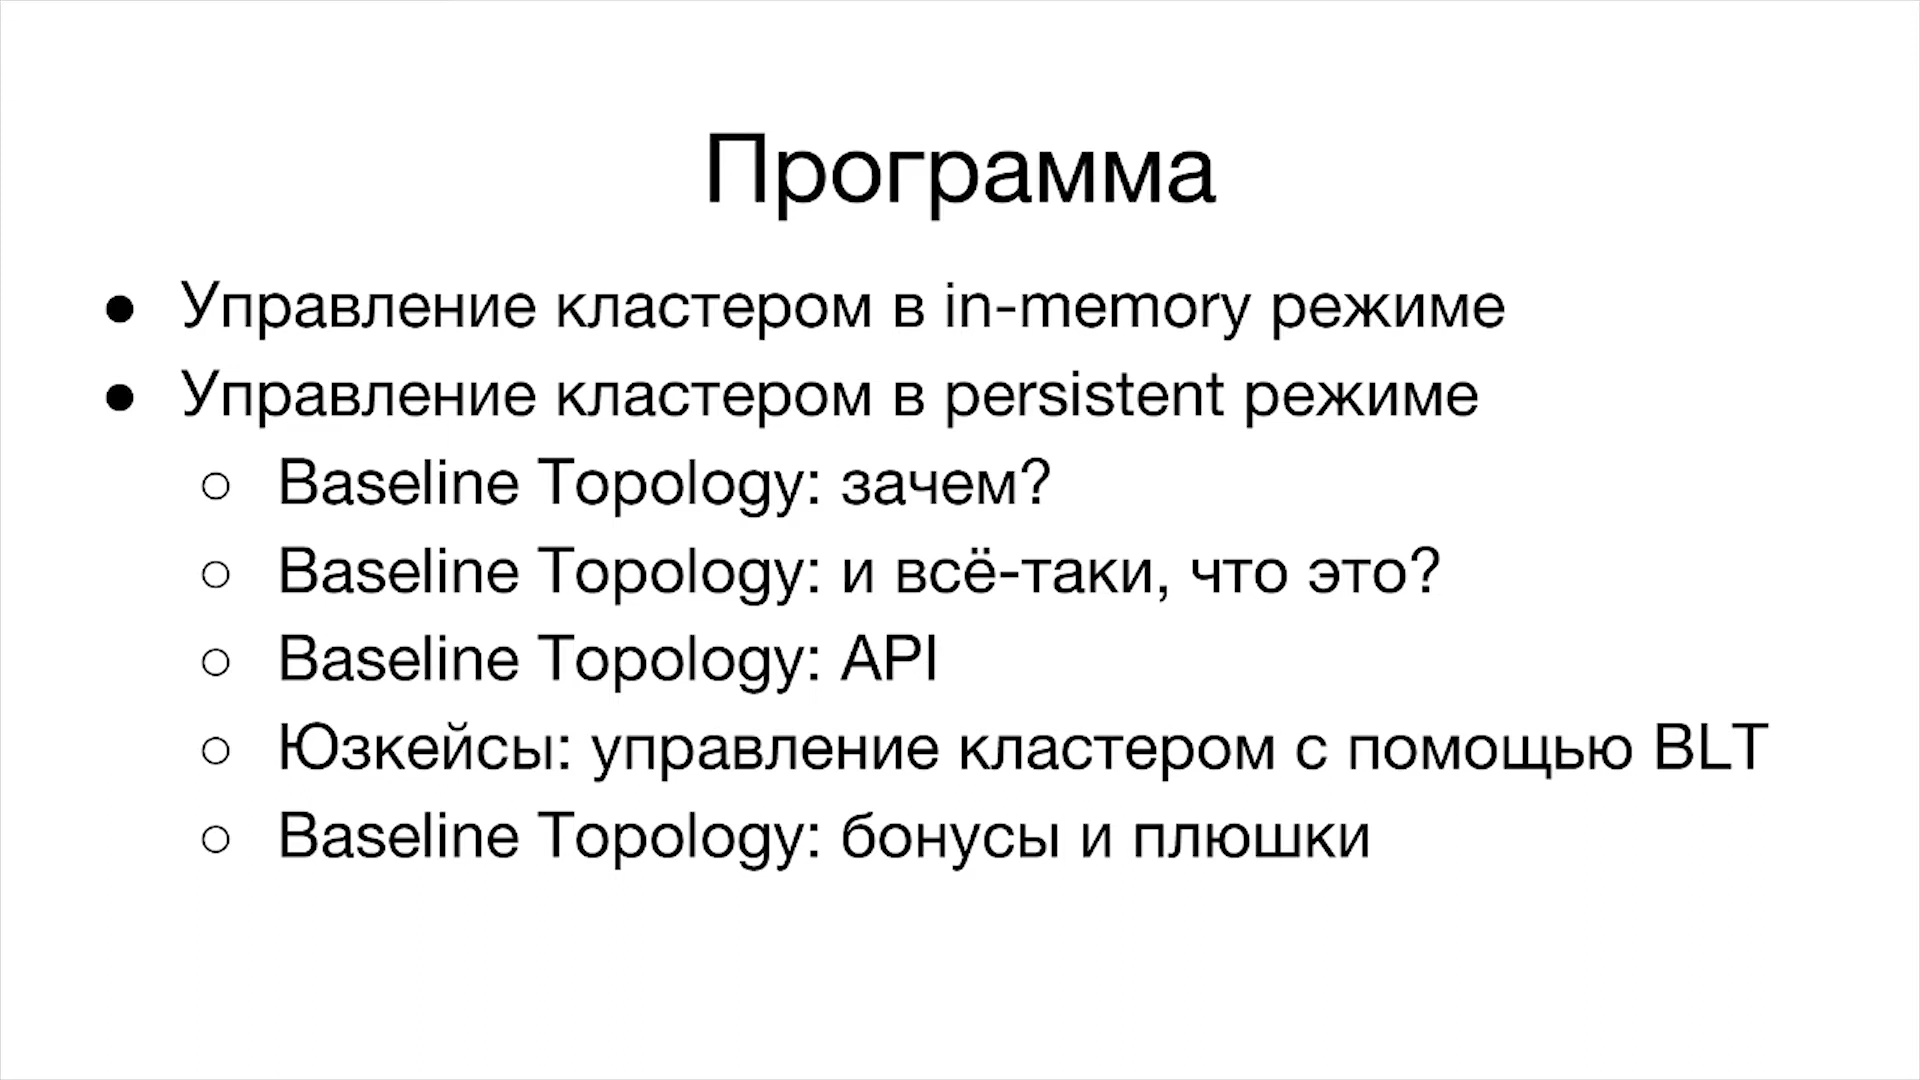 Программа
● Управление кластером в in-memory режиме
● Управление кластером в persistent режиме
○ Baseline Topology: зачем?
○ Baseline Topology: и всё-таки, что это?
○ Baseline Topology: API
○ Юзкейсы: управление кластером с помощью BLT
○ Baseline Topology: бонусы и плюшки